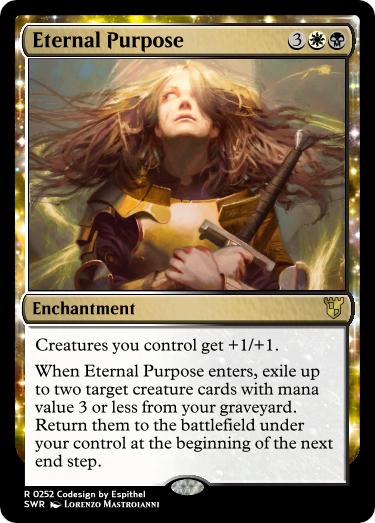 Eternal Purpose 3
Enchantment
Creatures you control get +1/+1.
When Eternal Purpose enters, exile up
to two target creature cards with mana
value 3 or less from your graveyard.
Return them to the battlefield under
your control at the beginning of the next
end step.
R 0252 Codesign by Espithel
SWR Lorenzo Mastroianni